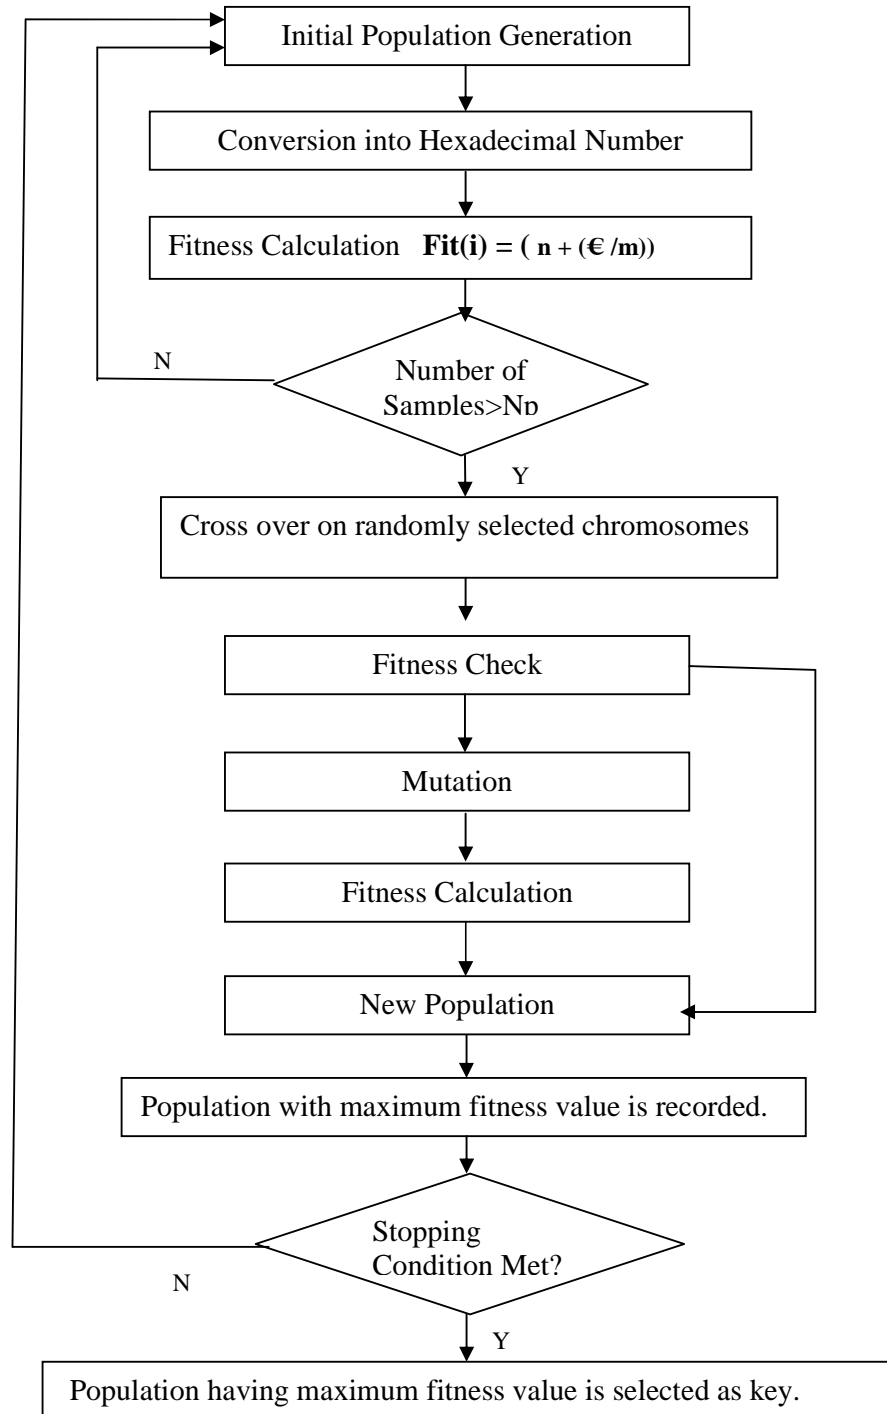 Initial Population Generation
Conversion into Hexadecimal Number
Fitness Calculation Fit(i) = ( n + (€ /m))
N
Number of
Samples>Np
Y
Cross over on randomly selected chromosomes
Fitness Check
Mutation
Fitness Calculation
New Population
Population with maximum fitness value is recorded.
Stopping
Condition Met?
N
Y
Population having maximum fitness value is selected as key.